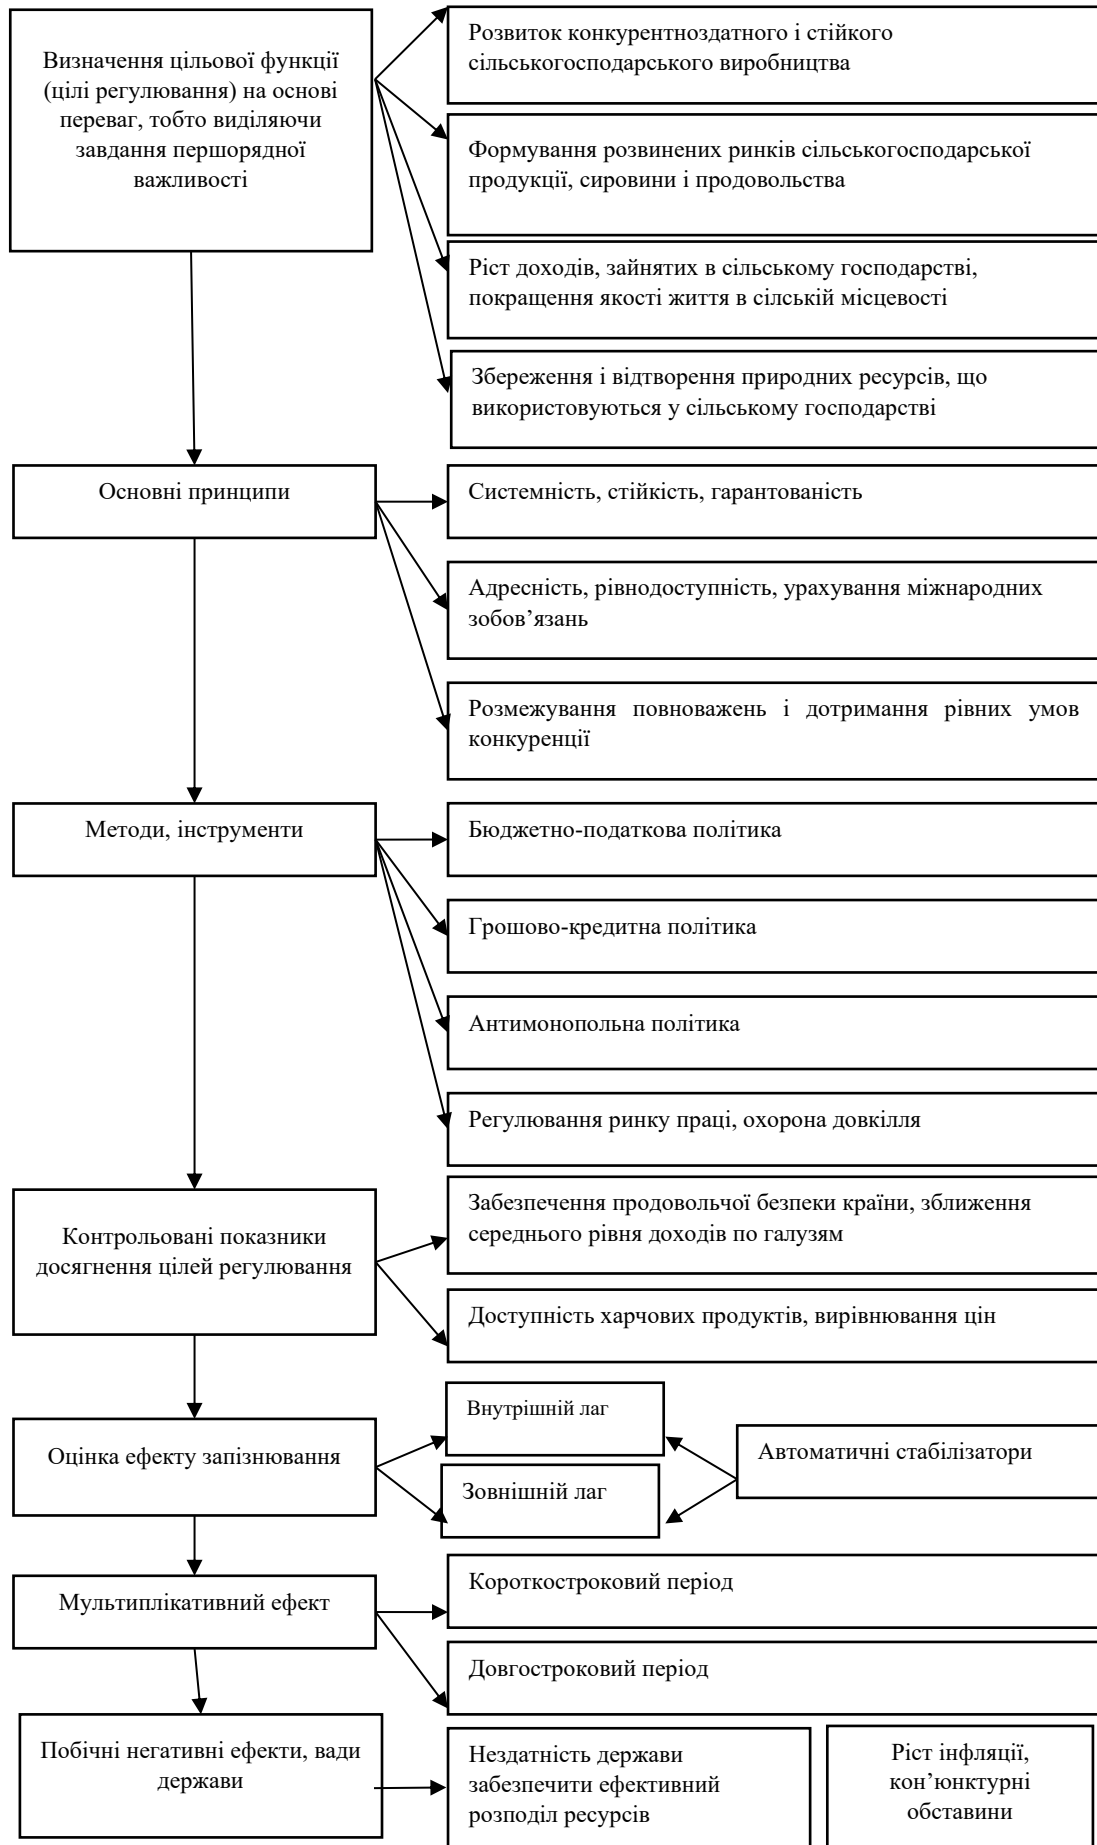 Визначення цільової функції
(цілі регулювання) на основі
переваг, тобто виділяючи
завдання першорядної
важливості
Розвиток конкурентноздатного і стійкого
сільськогосподарського виробництва
Формування розвинених ринків сільськогосподарської
продукції, сировини і продовольства
Ріст доходів, зайнятих в сільському господарстві,
покращення якості життя в сілській місцевості
Збереження і відтворення природних ресурсів, що
використовуються у сільському господарстві
Основні принципи
Системність, стійкість, гарантованість
Адресність, рівнодоступність, урахування міжнародних
зобов’язань
Розмежування повноважень і дотримання рівних умов
конкуренції
Методи, інструменти
Бюджетно-податкова політика
Грошово-кредитна політика
Антимонопольна політика
Регулювання ринку праці, охорона довкілля
Контрольовані показники
досягнення цілей регулювання
Забезпечення продовольчої безпеки країни, зближення
середнього рівня доходів по галузям
Доступність харчових продуктів, вирівнювання цін
Оцінка ефекту запізнювання
Внутрішній лаг
Зовнішній лаг
Автоматичні стабілізатори
Мультиплікативний ефект
Короткостроковий період
Довгостроковий період
Побічні негативні ефекти, вади
держави
Нездатність держави
забезпечити ефективний
розподіл ресурсів
Ріст інфляції,
кон’юнктурні
обставини